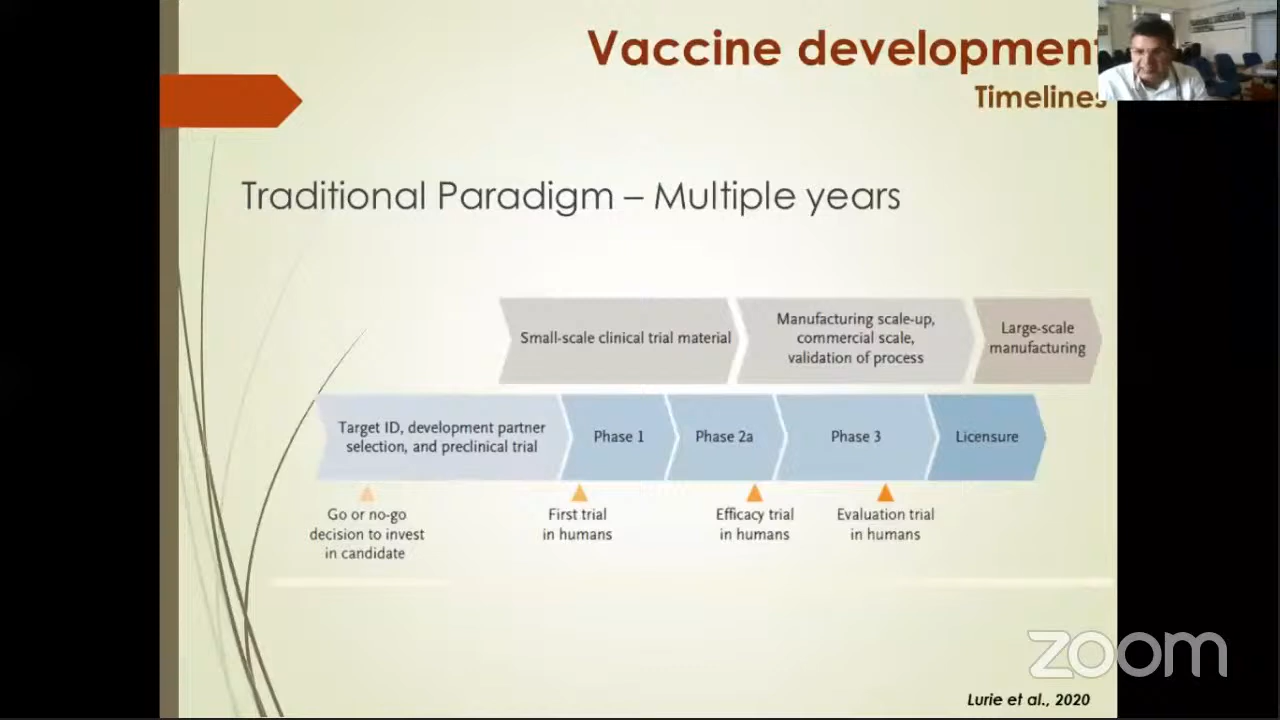 Vaccine development
Timelines
Traditional Paradigm – Multiple years
Small-scale clinical trial material
Manufacturing scale-up,
commercial scale,
validation of process
Large-scale
manufacturing
Target ID, development partner
selection, and preclinical trial
Phase 1
Phase 2a
Phase 3
Licensure
Go or no-go
decision to invest
in candidate
First trial
in humans
Efficacy trial
in humans
Evaluation trial
in humans
zoom
Lurie et al., 2020